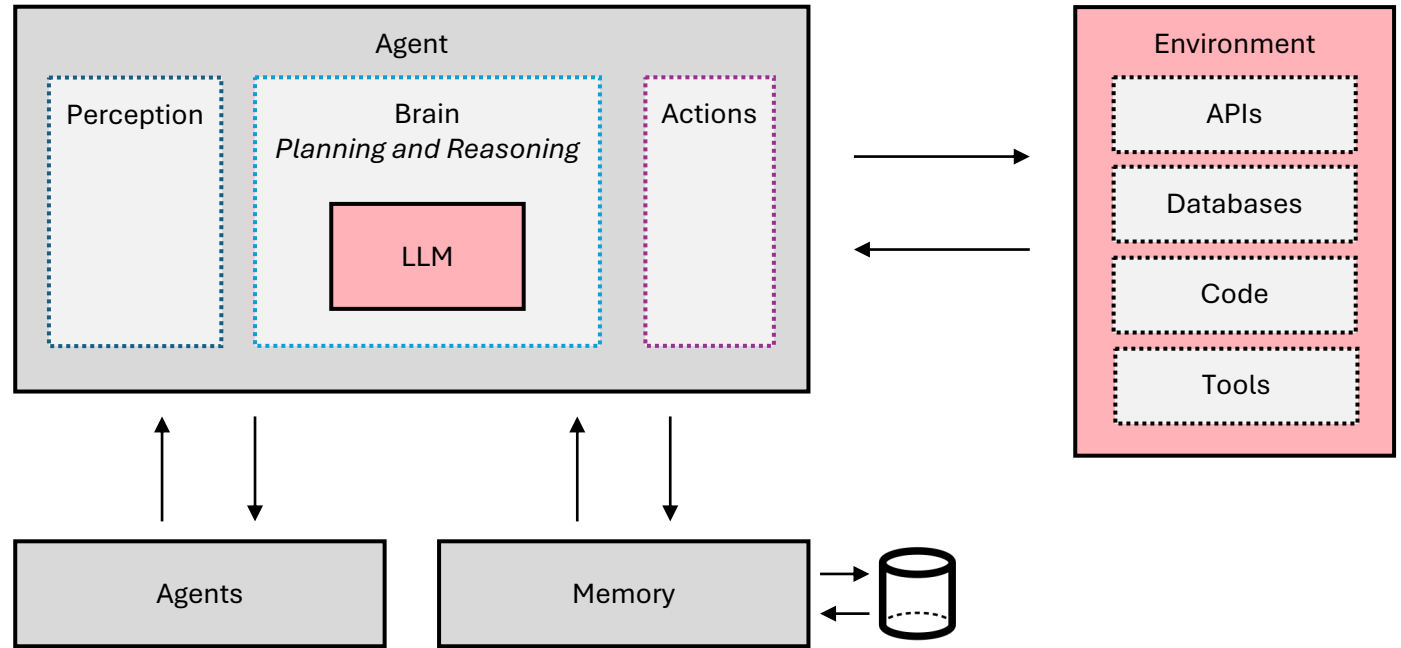 Agent
Perception
Brain
Planning and Reasoning
LLM
Actions
Environment
APIs
Databases
Code
Tools
Agents
Memory